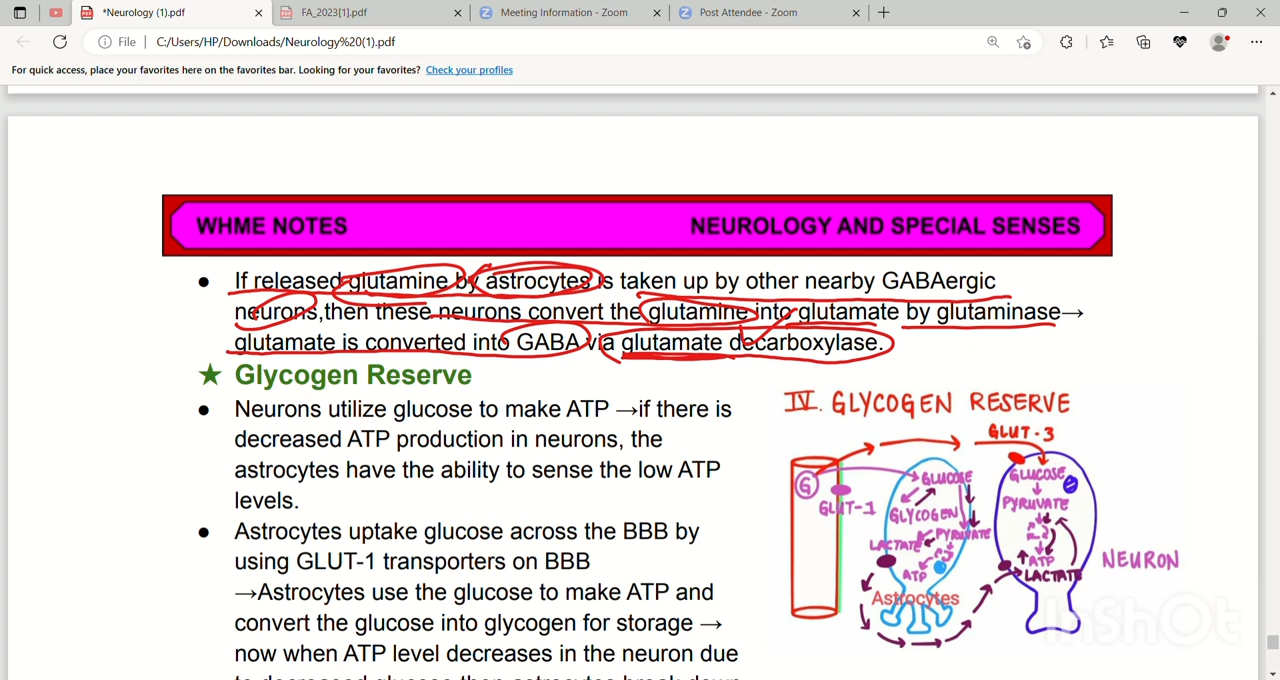 *Neurology (1).pdf
FA_2023[1].pdf
Meeting Information - Zoom
Post Attendee - Zoom
File
C:/Users/HP/Downloads/Neurology%20(1).pdf
For quick access, place your favorites here on the favorites bar. Looking for your favorites? Check your profiles
WHME NOTES NEUROLOGY AND SPECIAL SENSES
● If released glutamine by astrocytes is taken up by other nearby GABAergic
neurons,then these neurons convert the glutamine into glutamate by glutaminase→
glutamate is converted into GABA via glutamate decarboxylase.
★ Glycogen Reserve
● Neurons utilize glucose to make ATP →if there is
decreased ATP production in neurons, the
astrocytes have the ability to sense the low ATP
levels.
● Astrocytes uptake glucose across the BBB by
using GLUT-1 transporters on BBB
→Astrocytes use the glucose to make ATP and
convert the glucose into glycogen for storage →
now when ATP level decreases in the neuron due
IV. GLYCOGEN RESERVE
GLUT-3
G
GLUT-1
GLUCOSE
GLYCOGEN
PYRUVATE
LACTATE
ATP
Astrocytes
GLUCOSE
PYRUVATE
ATP
LACTATE
NEURON
InShOt